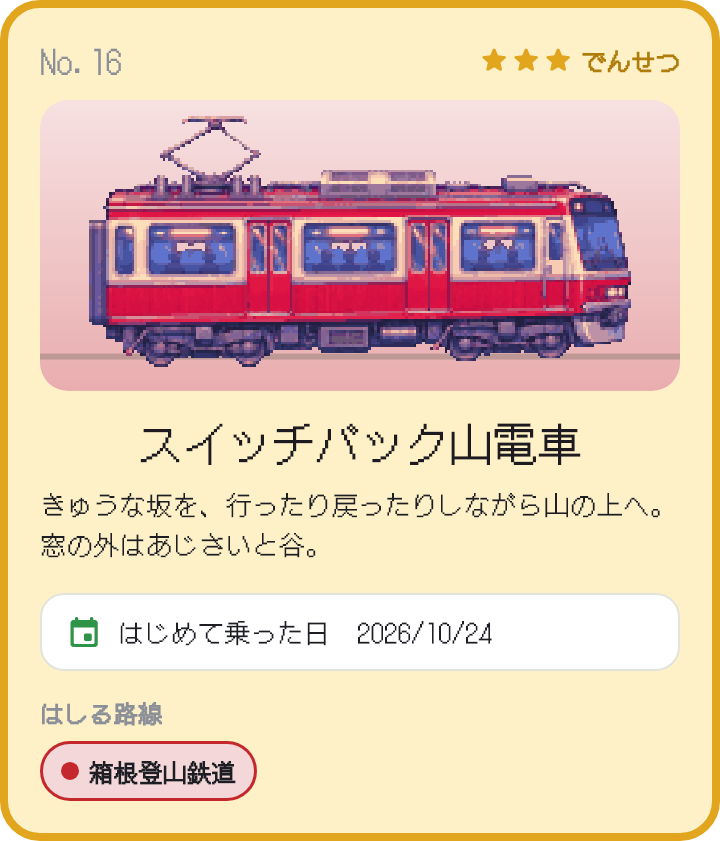 No. 16
★★★ でんせつ
スイッチバック山電車
きゅうな坂を、行ったり戻ったりしながら山の上へ。
窓の外はあじさいと谷。
はじめて乗った日 2026/10/24
はしる路線
箱根登山鉄道